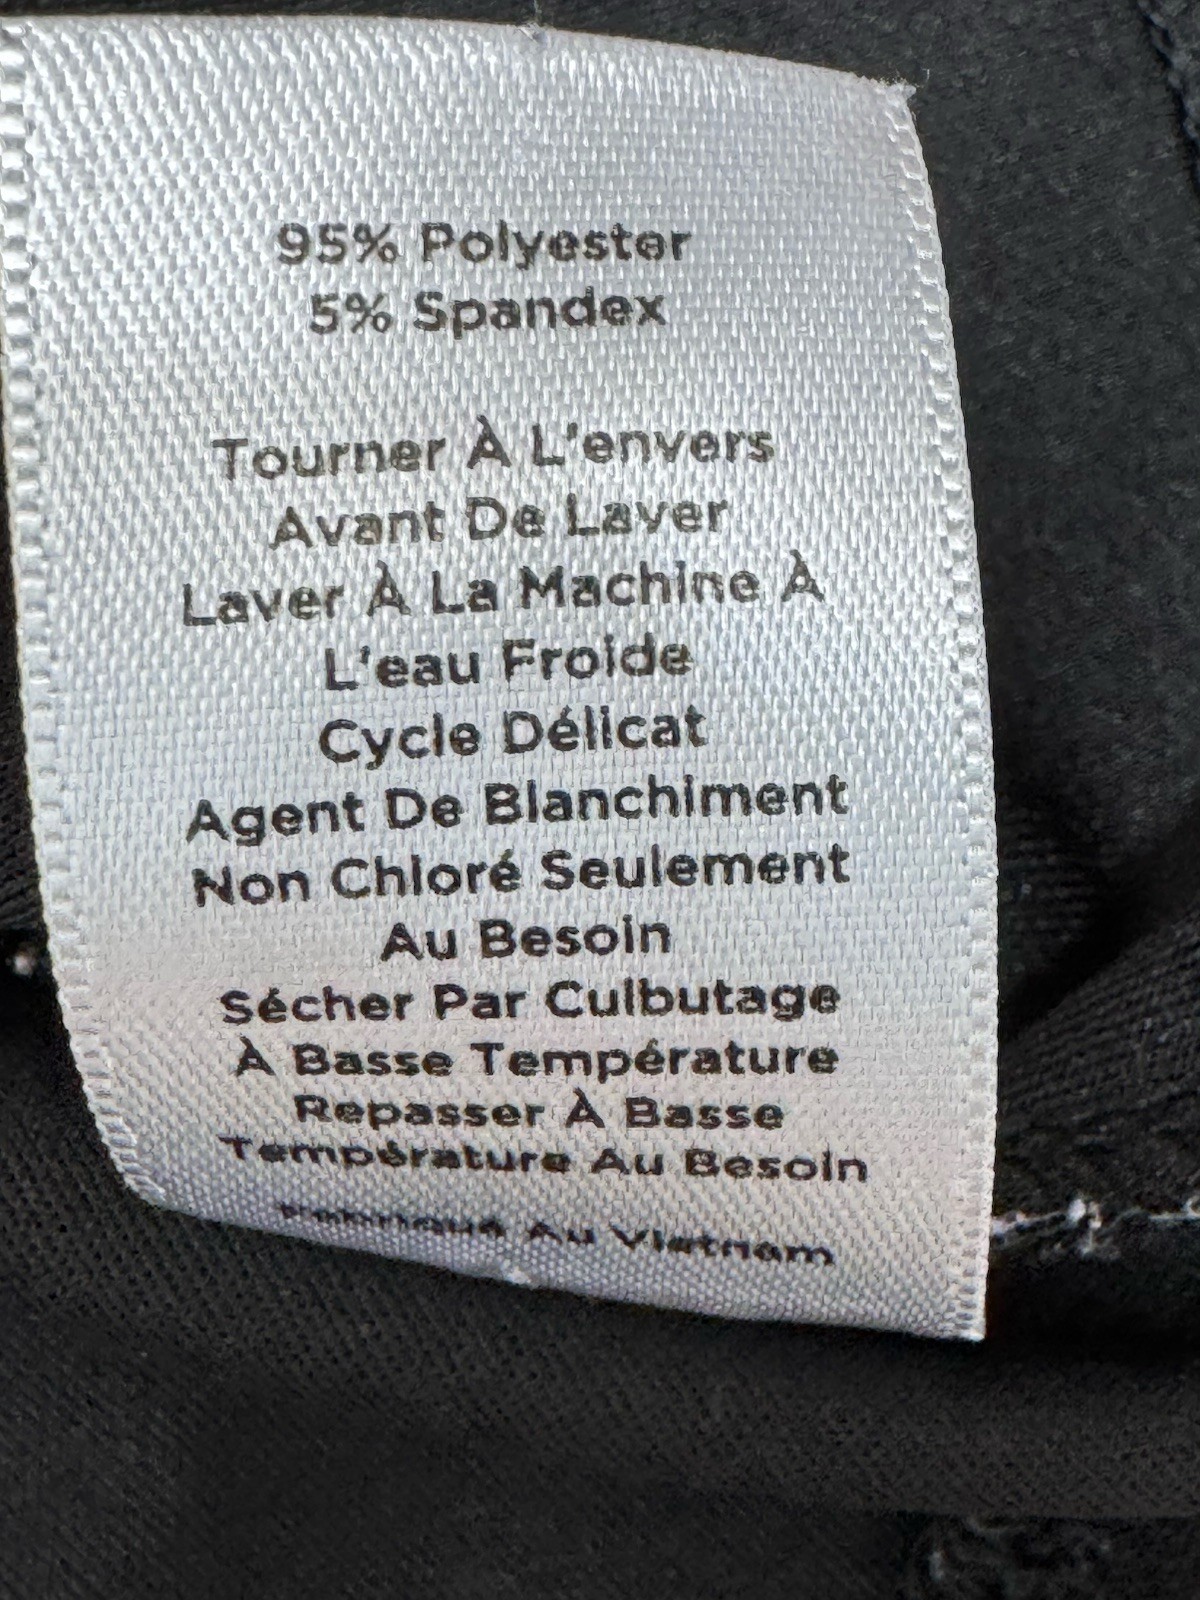 95% Polyester
5% Spandex
Tourner À L'envers
Avant De Laver
Laver À La Machine À
L'eau Froide
Cycle Délicat
Agent De Blanchiment
Non Chloré Seulement
Au Besoin
Sécher Par Culbutage
À Basse Température
Repasser À Basse
Température Au Besoin
Fabriqué Au Vietnam